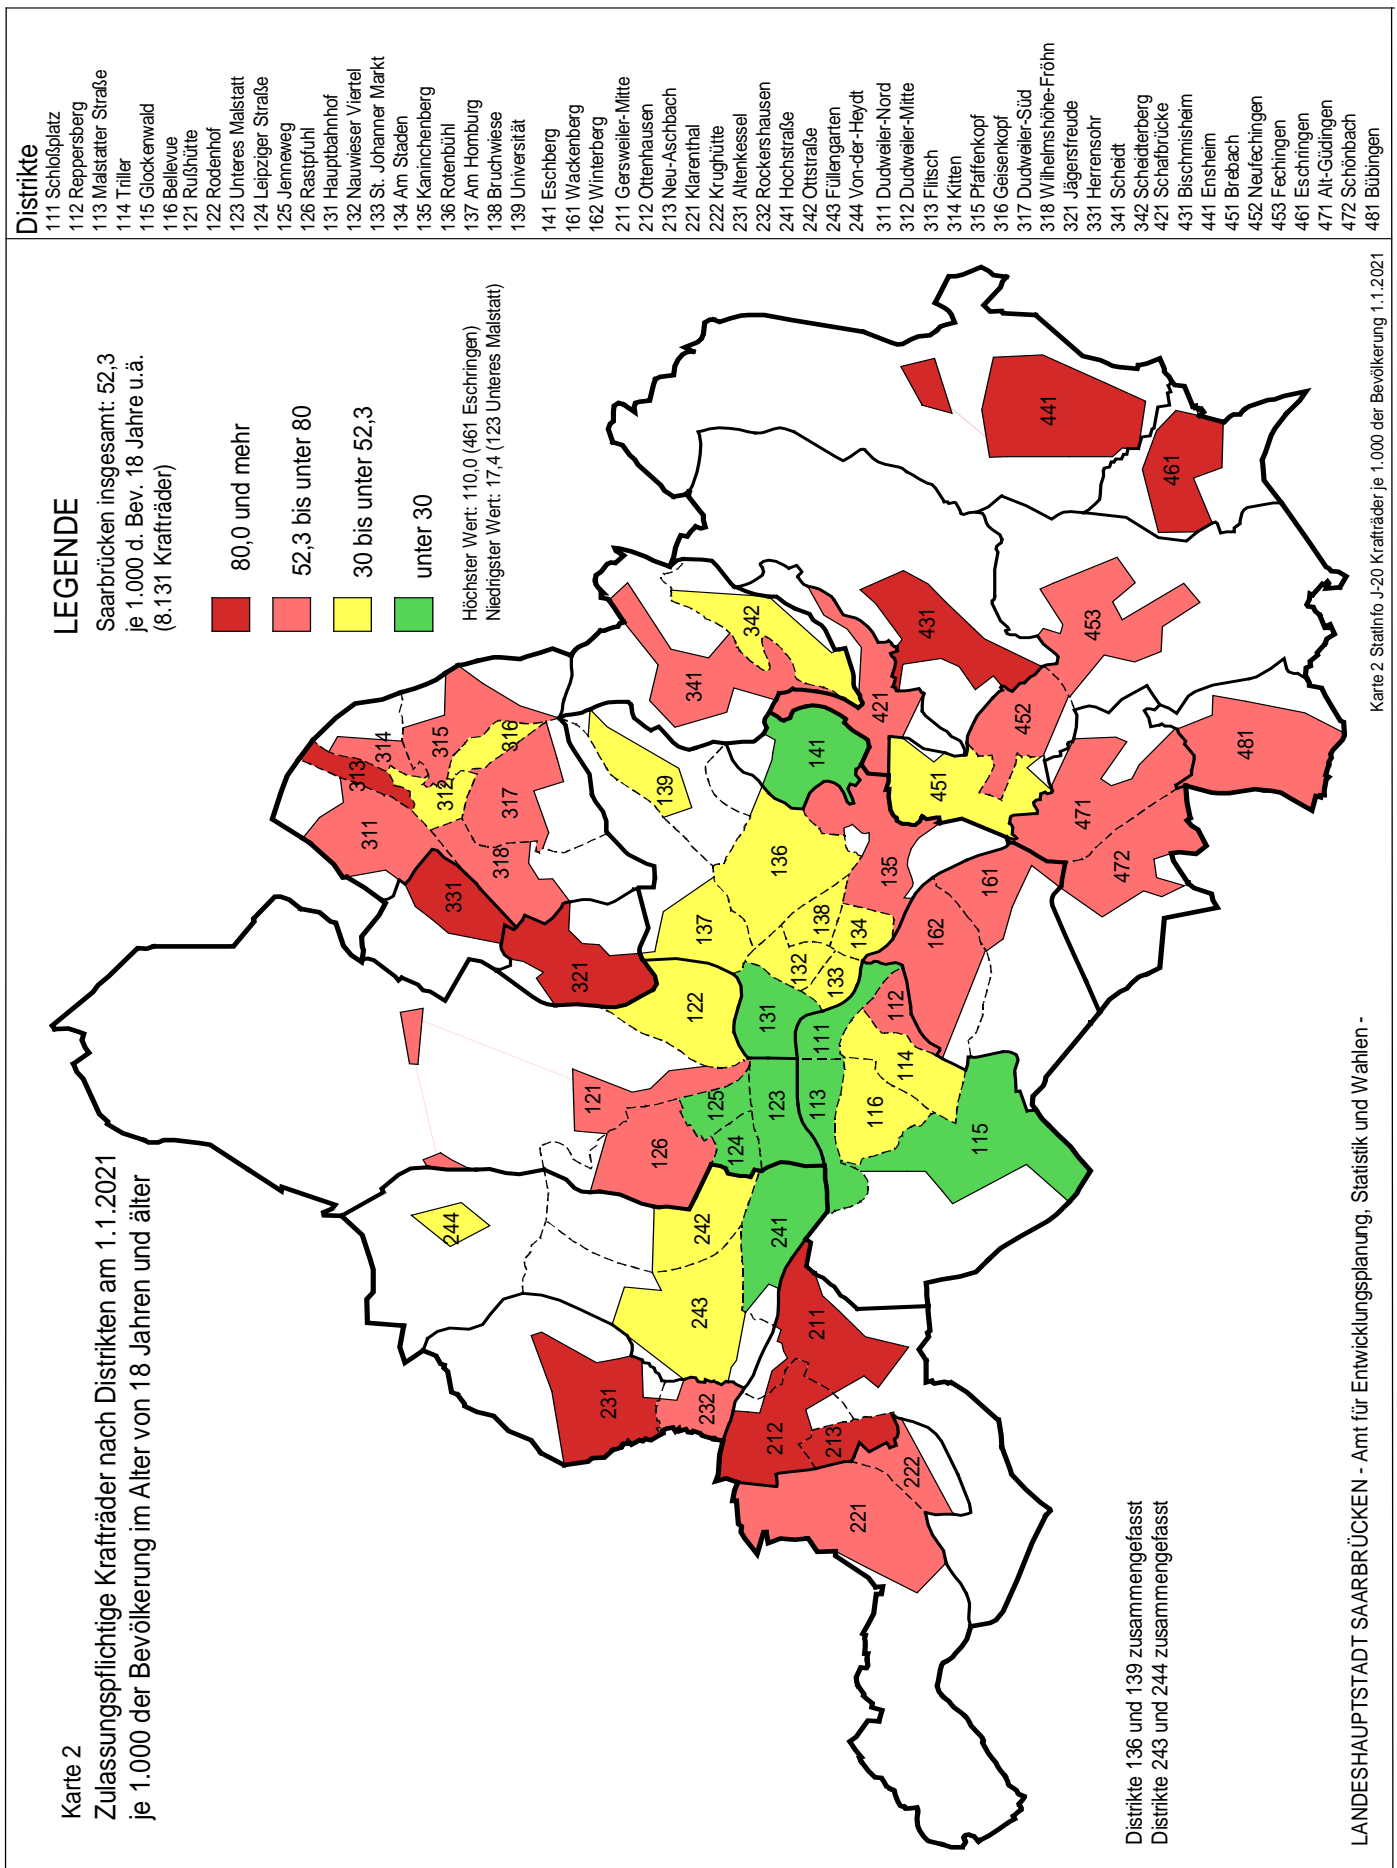 Karte 2
Zulassungspflichtige Krafträder nach Distrikten am 1.1.2021
je 1.000 der Bevölkerung im Alter von 18 Jahren und älter
LEGENDE
Saarbrücken insgesamt: 52,3
je 1.000 d. Bev. 18 Jahre u.ä.
(8.131 Krafträder)
80,0 und mehr
52,3 bis unter 80
30 bis unter 52,3
unter 30
Höchster Wert: 110,0 (461 Eschringen)
Niedrigster Wert: 17,4 (123 Unteres Malstatt)
Distrikte
111 Schloßplatz
112 Reppersberg
113 Malstatter Straße
114 Triller
115 Glockenwald
116 Bellevue
121 Rußhütte
122 Rodenhof
123 Unteres Malstatt
124 Leipziger Straße
125 Jenneweg
126 Rastpfuhl
131 Hauptbahnhof
132 Nauwieser Viertel
133 St. Johanner Markt
134 Am Staden
135 Kaninchenberg
136 Rotenbühl
137 Am Homburg
138 Bruchwiese
139 Universität
141 Eschberg
161 Wackenberg
162 Winterberg
211 Gersweiler-Mitte
212 Ottenhausen
213 Neu-Aschbach
221 Klarenthal
222 Krughütte
231 Altenkessel
232 Rockershausen
241 Hochstraße
242 Ottstraße
243 Füllengarten
244 Von-der-Heydt
311 Dudweiler-Nord
312 Dudweiler-Mitte
313 Flitsch
314 Kitten
315 Pfaffenkopf
316 Geisenkopf
317 Dudweiler-Süd
318 Wilhelmshöhe-Fröhn
321 Jägersfreude
331 Herrensohr
341 Scheidt
342 Scheidterberg
421 Schafbrücke
431 Bischmisheim
441 Ensheim
451 Brebach
452 Neufechingen
453 Fechingen
461 Eschringen
471 Alt-Güdingen
472 Schönbach
481 Bübingen
313
314
311
315
316
312
317
318
331
321
341
342
139
141
421
431
441
461
453
452
451
481
471
472
136
137
138
135
134
132
133
131
161
162
122
112
111
121
125
123
113
114
116
126
124
115
244
242
241
243
211
231
232
212
213
222
221
Distrikte 136 und 139 zusammengefasst
Distrikte 243 und 244 zusammengefasst
LANDESHAUPTSTADT SAARBRÜCKEN - Amt für Entwicklungsplanung, Statistik und Wahlen -
Karte 2 StatInfo J-20 Krafträder je 1.000 der Bevölkerung 1.1.2021